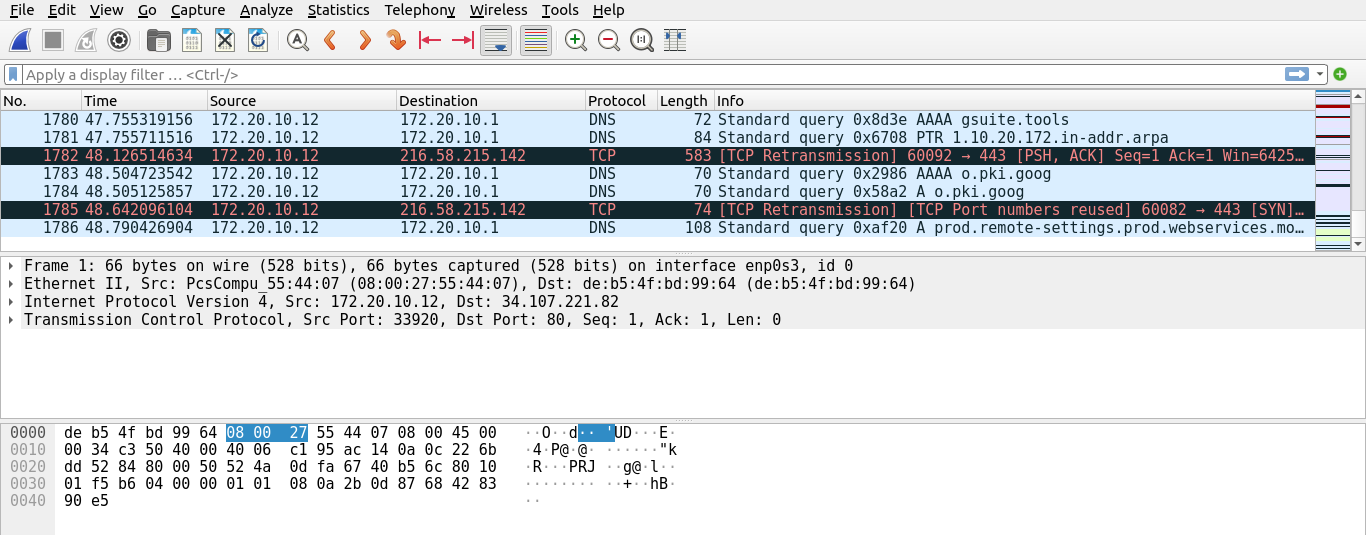 File Edit View Go Capture Analyze Statistics Telephony Wireless Tools Help
Apply a display filter … <Ctrl-/>
No. Time Source Destination Protocol Length Info
1780 47.755319156 172.20.10.12 172.20.10.1 DNS 72 Standard query 0x8d3e AAAA gsuite.tools
1781 47.755711516 172.20.10.12 172.20.10.1 DNS 84 Standard query 0x6708 PTR 1.10.20.172.in-addr.arpa
1782 48.126514634 172.20.10.12 216.58.215.142 TCP 583 [TCP Retransmission] 60092 → 443 [PSH, ACK] Seq=1 Ack=1 Win=6425…
1783 48.504723542 172.20.10.12 172.20.10.1 DNS 70 Standard query 0x2986 AAAA o.pki.goog
1784 48.505125857 172.20.10.12 172.20.10.1 DNS 70 Standard query 0x58a2 A o.pki.goog
1785 48.642096104 172.20.10.12 216.58.215.142 TCP 74 [TCP Retransmission] [TCP Port numbers reused] 60082 → 443 [SYN]…
1786 48.790426904 172.20.10.12 172.20.10.1 DNS 108 Standard query 0xaf20 A prod.remote-settings.prod.webservices.mo…
Frame 1: 66 bytes on wire (528 bits), 66 bytes captured (528 bits) on interface enp0s3, id 0
Ethernet II, Src: PcsCompu_55:44:07 (08:00:27:55:44:07), Dst: de:b5:4f:bd:99:64 (de:b5:4f:bd:99:64)
Internet Protocol Version 4, Src: 172.20.10.12, Dst: 34.107.221.82
Transmission Control Protocol, Src Port: 33920, Dst Port: 80, Seq: 1, Ack: 1, Len: 0
0000 de b5 4f bd 99 64 08 00 27 55 44 07 08 00 45 00 ··O··d·· 'UD···E·
0010 00 34 c3 50 40 00 40 06 c1 95 ac 14 0a 0c 22 6b ·4·P@·@· ······"k
0020 dd 52 84 80 00 50 52 4a 0d fa 67 40 b5 6c 80 10 ·R···PRJ ··g@·l··
0030 01 f5 b6 04 00 00 01 01 08 0a 2b 0d 87 68 42 83 ········ ··+··hB·
0040 90 e5 ··